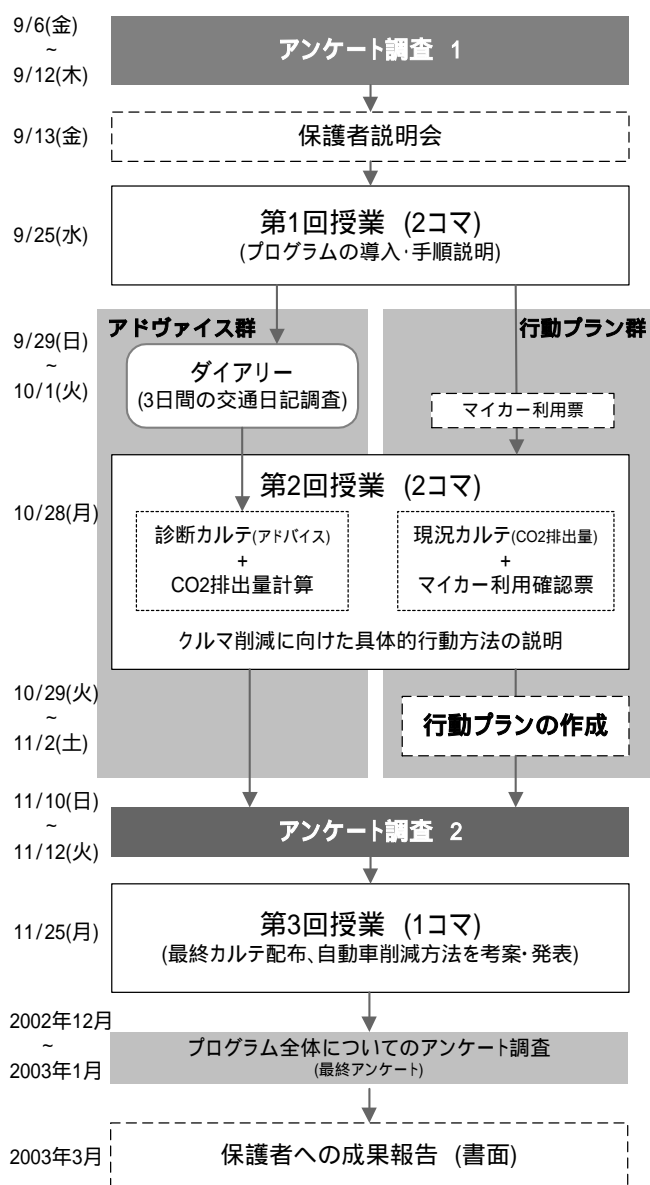 9/6(金)
~
9/12(木)
アンケート調査 1
9/13(金)
保護者説明会
9/25(水)
第1回授業 (2コマ)
(プログラムの導入・手順説明)
アドヴァイス群
行動プラン群
9/29(日)
~
10/1(火)
ダイアリー
(3日間の交通日記調査)
マイカー利用票
10/28(月)
第2回授業 (2コマ)
診断カルテ(アドバイス)
+
CO2排出量計算
現況カルテ(CO2排出量)
+
マイカー利用確認票
クルマ削減に向けた具体的行動方法の説明
10/29(火)
~
11/2(土)
行動プランの作成
11/10(日)
~
11/12(火)
アンケート調査 2
11/25(月)
第3回授業 (1コマ)
(最終カルテ配布、自動車削減方法を考案・発表)
2002年12月
~
2003年1月
プログラム全体についてのアンケート調査
(最終アンケート)
2003年3月
保護者への成果報告 (書面)